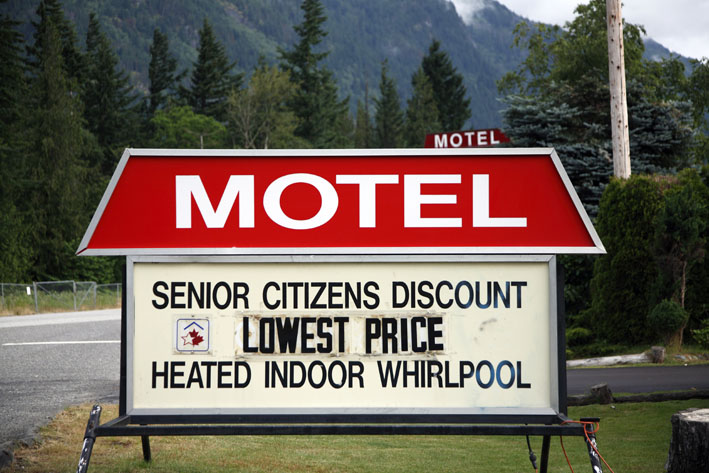 MOTEL
MOTEL
SENIOR CITIZENS DISCOUNT
LOWEST PRICE
HEATED INDOOR WHIRLPOOL